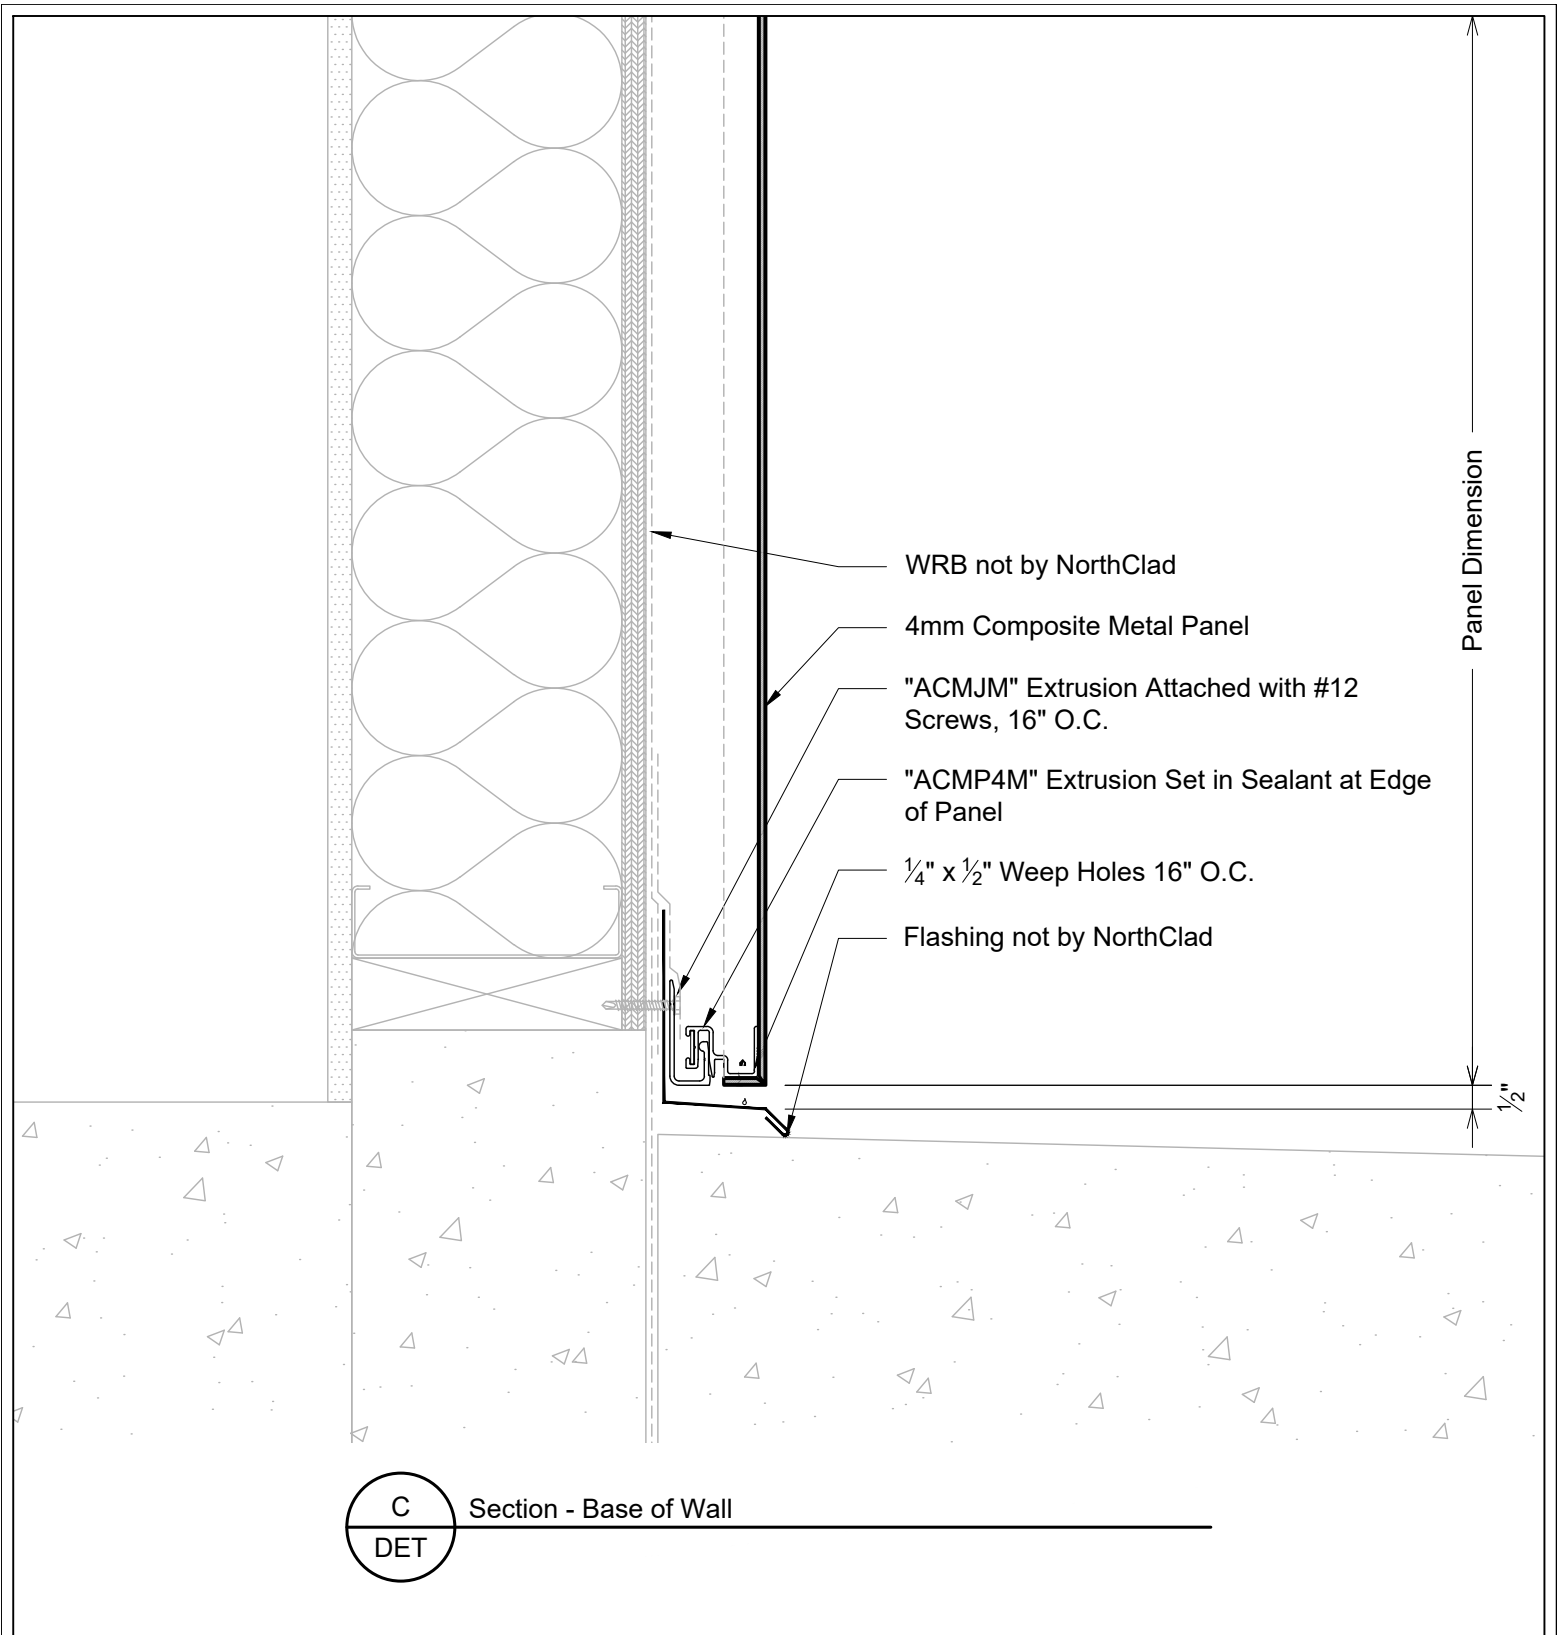 WRB not by NorthClad
4mm Composite Metal Panel
"ACMJM" Extrusion Attached with #12
Screws, 16" O.C.
"ACMP4M" Extrusion Set in Sealant at Edge
of Panel
¼" x ½" Weep Holes 16" O.C.
Flashing not by NorthClad
Panel Dimension
½"
C
DET
Section - Base of Wall